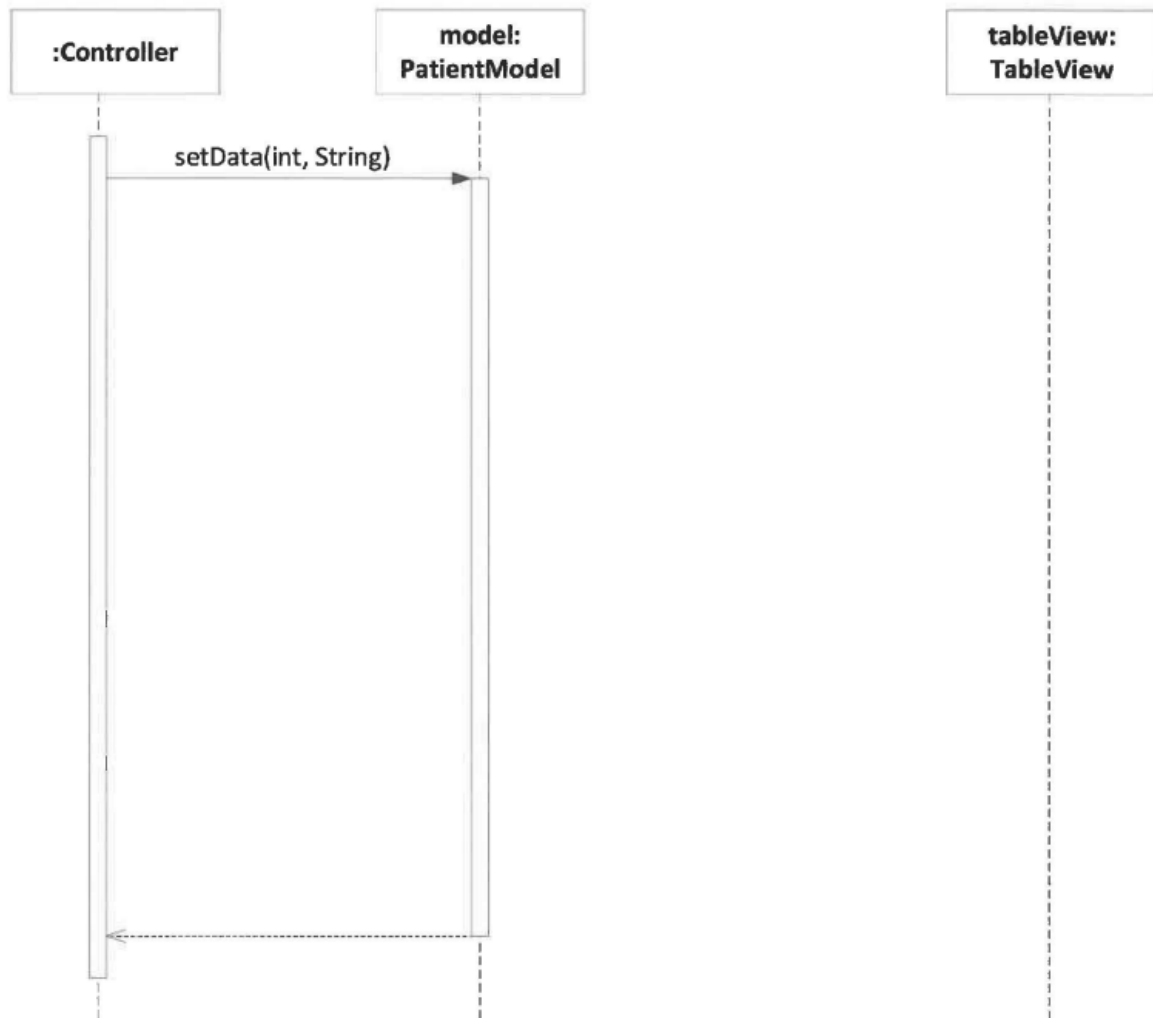 :Controller
model:
PatientModel
tableView:
TableView
setData(int, String)